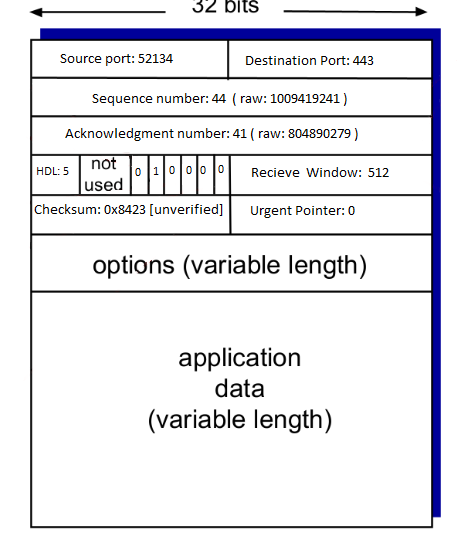 32 bits
Source port: 52134
Destination Port: 443
Sequence number: 44 ( raw: 1009419241 )
Acknowledgment number: 41 ( raw: 804890279 )
HDL: 5
not
used
0 1 0 0 0 0
Recieve Window: 512
Checksum: 0x8423 [unverified]
Urgent Pointer: 0
options (variable length)
application
data
(variable length)